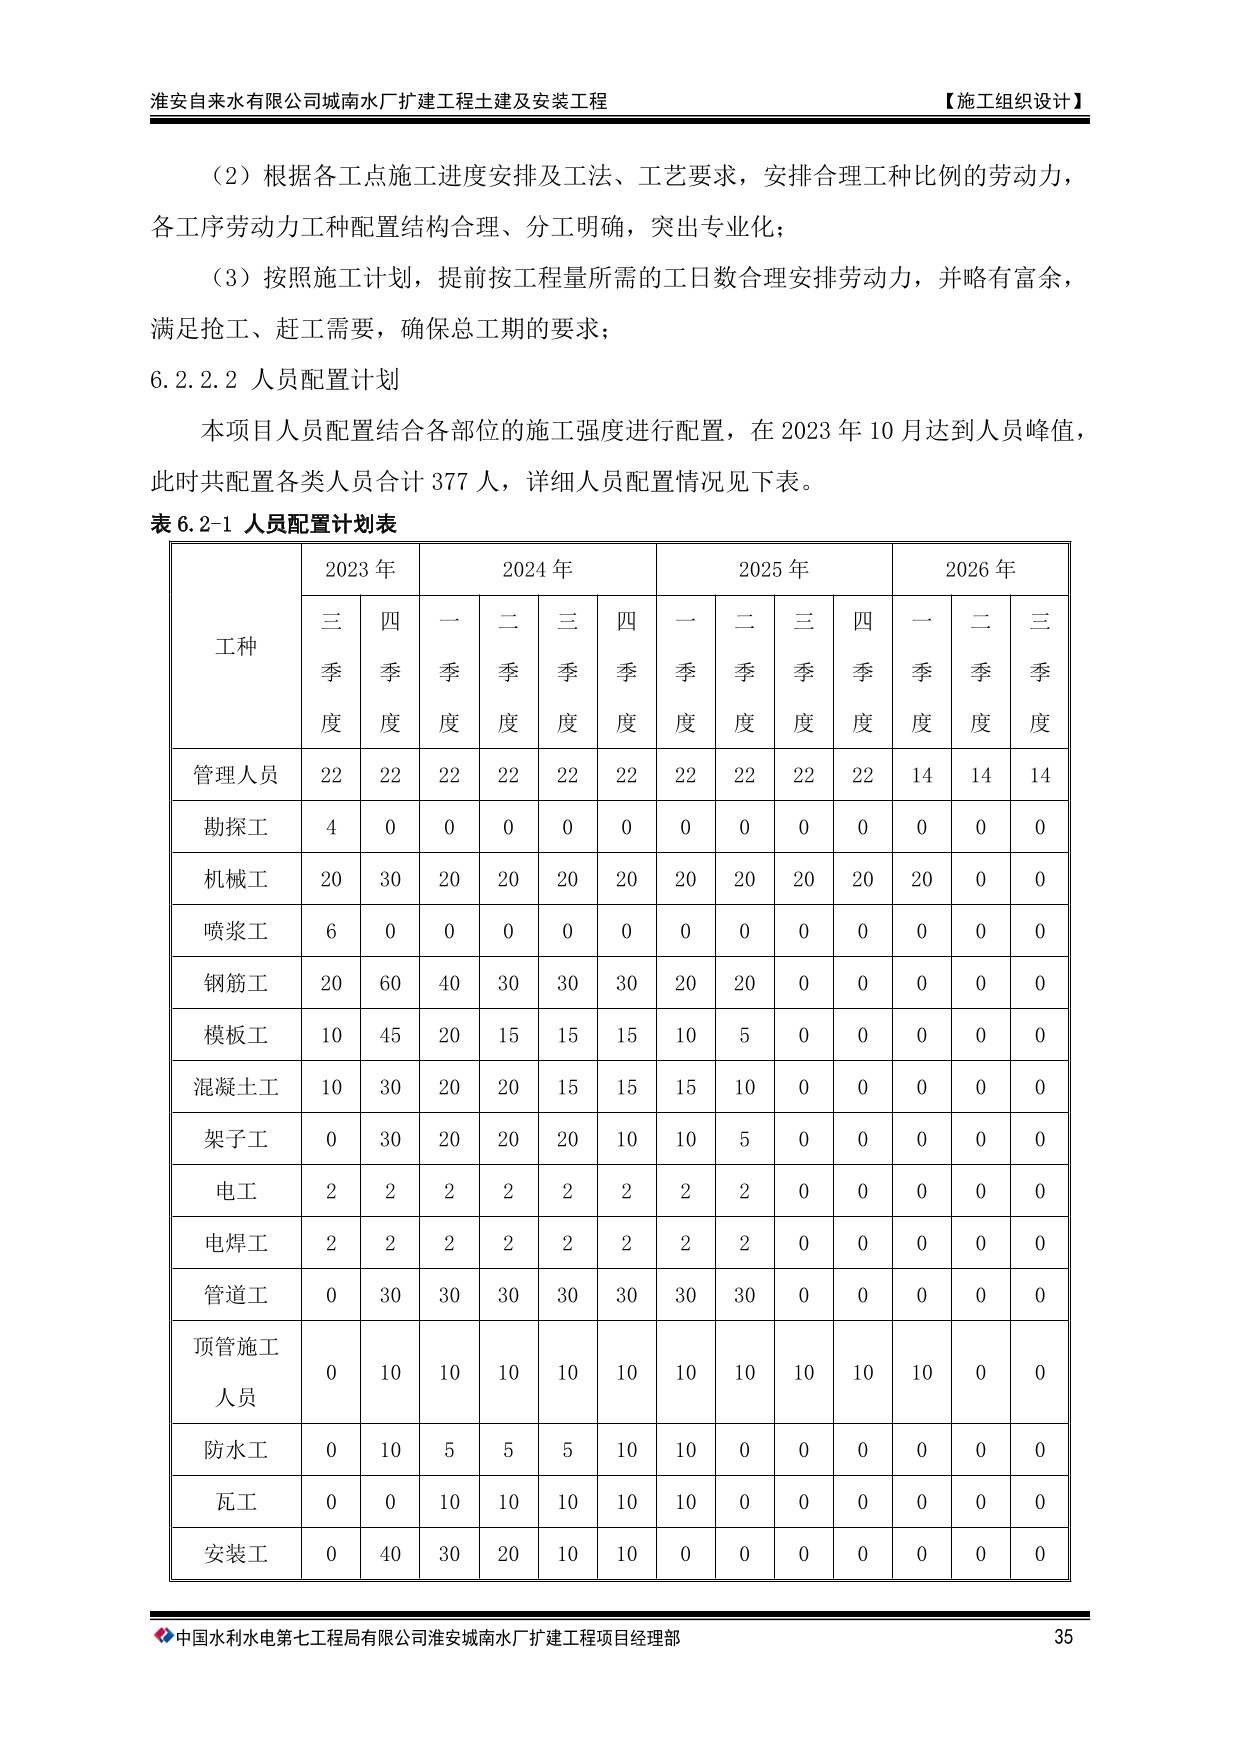 淮安自来水有限公司城南水厂扩建工程土建及安装工程 【施工组织设计】
（2）根据各工点施工进度安排及工法、工艺要求，安排合理工种比例的劳动力，
各工序劳动力工种配置结构合理、分工明确，突出专业化；
（3）按照施工计划，提前按工程量所需的工日数合理安排劳动力，并略有富余，
满足抢工、赶工需要，确保总工期的要求；
6.2.2.2 人员配置计划
本项目人员配置结合各部位的施工强度进行配置，在 2023 年 10 月达到人员峰值，
此时共配置各类人员合计 377 人，详细人员配置情况见下表。
表 6.2-1 人员配置计划表
工种 2023 年 2024 年 2025 年 2026 年
三季度 四季度 一季度 二季度 三季度 四季度 一季度 二季度 三季度 四季度 一季度 二季度 三季度
管理人员 22 22 22 22 22 22 22 22 22 22 14 14 14
勘探工 4 0 0 0 0 0 0 0 0 0 0 0 0
机械工 20 30 20 20 20 20 20 20 20 20 20 0 0
喷浆工 6 0 0 0 0 0 0 0 0 0 0 0 0
钢筋工 20 60 40 30 30 30 20 20 0 0 0 0 0
模板工 10 45 20 15 15 15 10 5 0 0 0 0 0
混凝土工 10 30 20 20 15 15 15 10 0 0 0 0 0
架子工 0 30 20 20 20 10 10 5 0 0 0 0 0
电工 2 2 2 2 2 2 2 2 0 0 0 0 0
电焊工 2 2 2 2 2 2 2 2 0 0 0 0 0
管道工 0 30 30 30 30 30 30 30 0 0 0 0 0
顶管施工
人员 0 10 10 10 10 10 10 10 10 10 10 0 0
防水工 0 10 5 5 5 10 10 0 0 0 0 0 0
瓦工 0 0 10 10 10 10 10 0 0 0 0 0 0
安装工 0 40 30 20 10 10 0 0 0 0 0 0 0
中国水利水电第七工程局有限公司淮安城南水厂扩建工程项目经理部 35